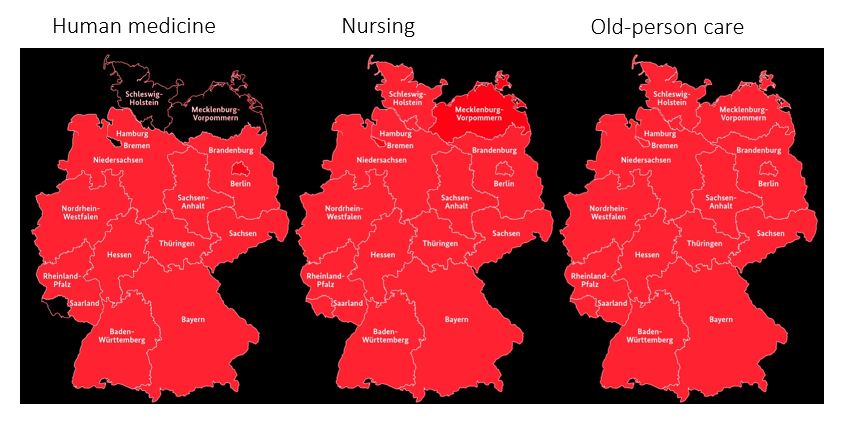 Human medicine
Nursing
Old-person care
Schleswig-
Holstein
Mecklenburg-
Vorpommern
Hamburg
Bremen
Niedersachsen
Brandenburg
Berlin
Sachsen-
Anhalt
Nordrhein-
Westfalen
Hessen
Thüringen
Sachsen
Rheinland-
Pfalz
Saarland
Baden-
Württemberg
Bayern
Schleswig-
Holstein
Mecklenburg-
Vorpommern
Hamburg
Bremen
Niedersachsen
Brandenburg
Berlin
Sachsen-
Anhalt
Nordrhein-
Westfalen
Hessen
Thüringen
Sachsen
Rheinland-
Pfalz
Saarland
Baden-
Württemberg
Bayern
Schleswig-
Holstein
Mecklenburg-
Vorpommern
Hamburg
Bremen
Niedersachsen
Brandenburg
Berlin
Sachsen-
Anhalt
Nordrhein-
Westfalen
Hessen
Thüringen
Sachsen
Rheinland-
Pfalz
Saarland
Baden-
Württemberg
Bayern